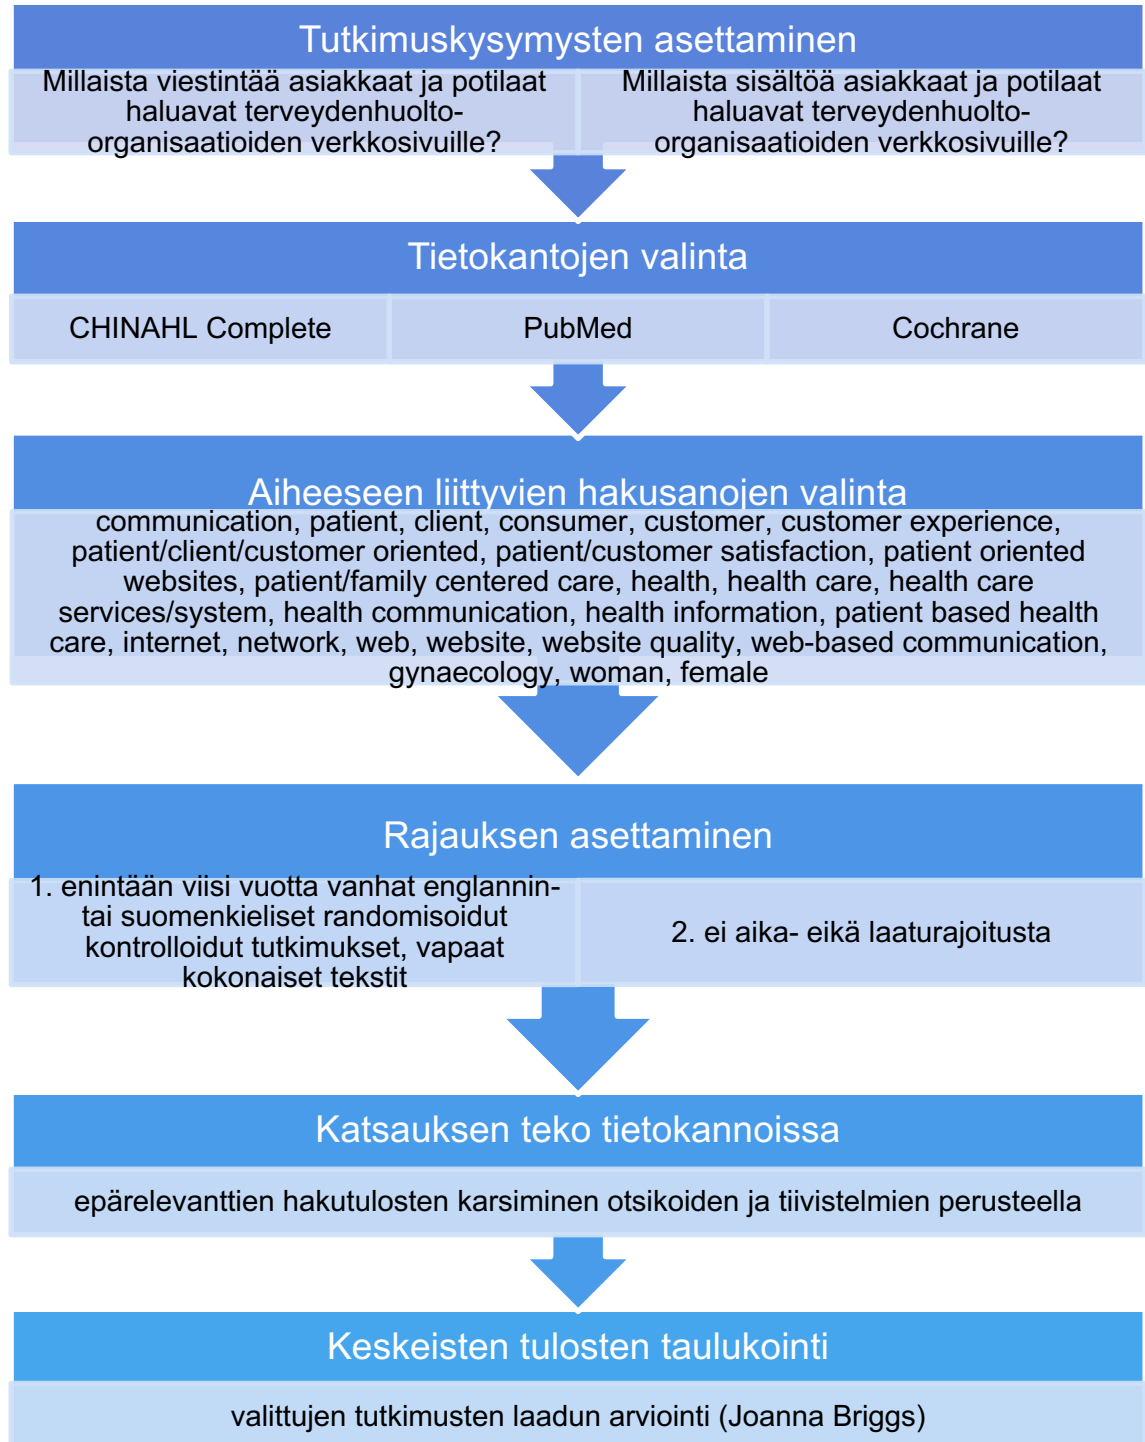 Tutkimuskysymysten asettaminen
Millaista viestintää asiakkaat ja potilaat
haluavat terveydenhuolto-
organisaatioiden verkkosivuille?
Millaista sisältöä asiakkaat ja potilaat
haluavat terveydenhuolto-
organisaatioiden verkkosivuille?
Tietokantojen valinta
CHINAHL Complete
PubMed
Cochrane
Aiheeseen liittyvien hakusanojen valinta
communication, patient, client, consumer, customer, customer experience,
patient/client/customer oriented, patient/customer satisfaction, patient oriented
websites, patient/family centered care, health, health care, health care
services/system, health communication, health information, patient based health
care, internet, network, web, website, website quality, web-based communication,
gynaecology, woman, female
Rajauksen asettaminen
1. enintään viisi vuotta vanhat englannin-
tai suomenkieliset randomisoidut
kontrolloidut tutkimukset, vapaat
kokonaiset tekstit
2. ei aika- eikä laaturajoitusta
Katsauksen teko tietokannoissa
epärelevanttien hakutulosten karsiminen otsikoiden ja tiivistelmien perusteella
Keskeisten tulosten taulukointi
valittujen tutkimusten laadun arviointi (Joanna Briggs)